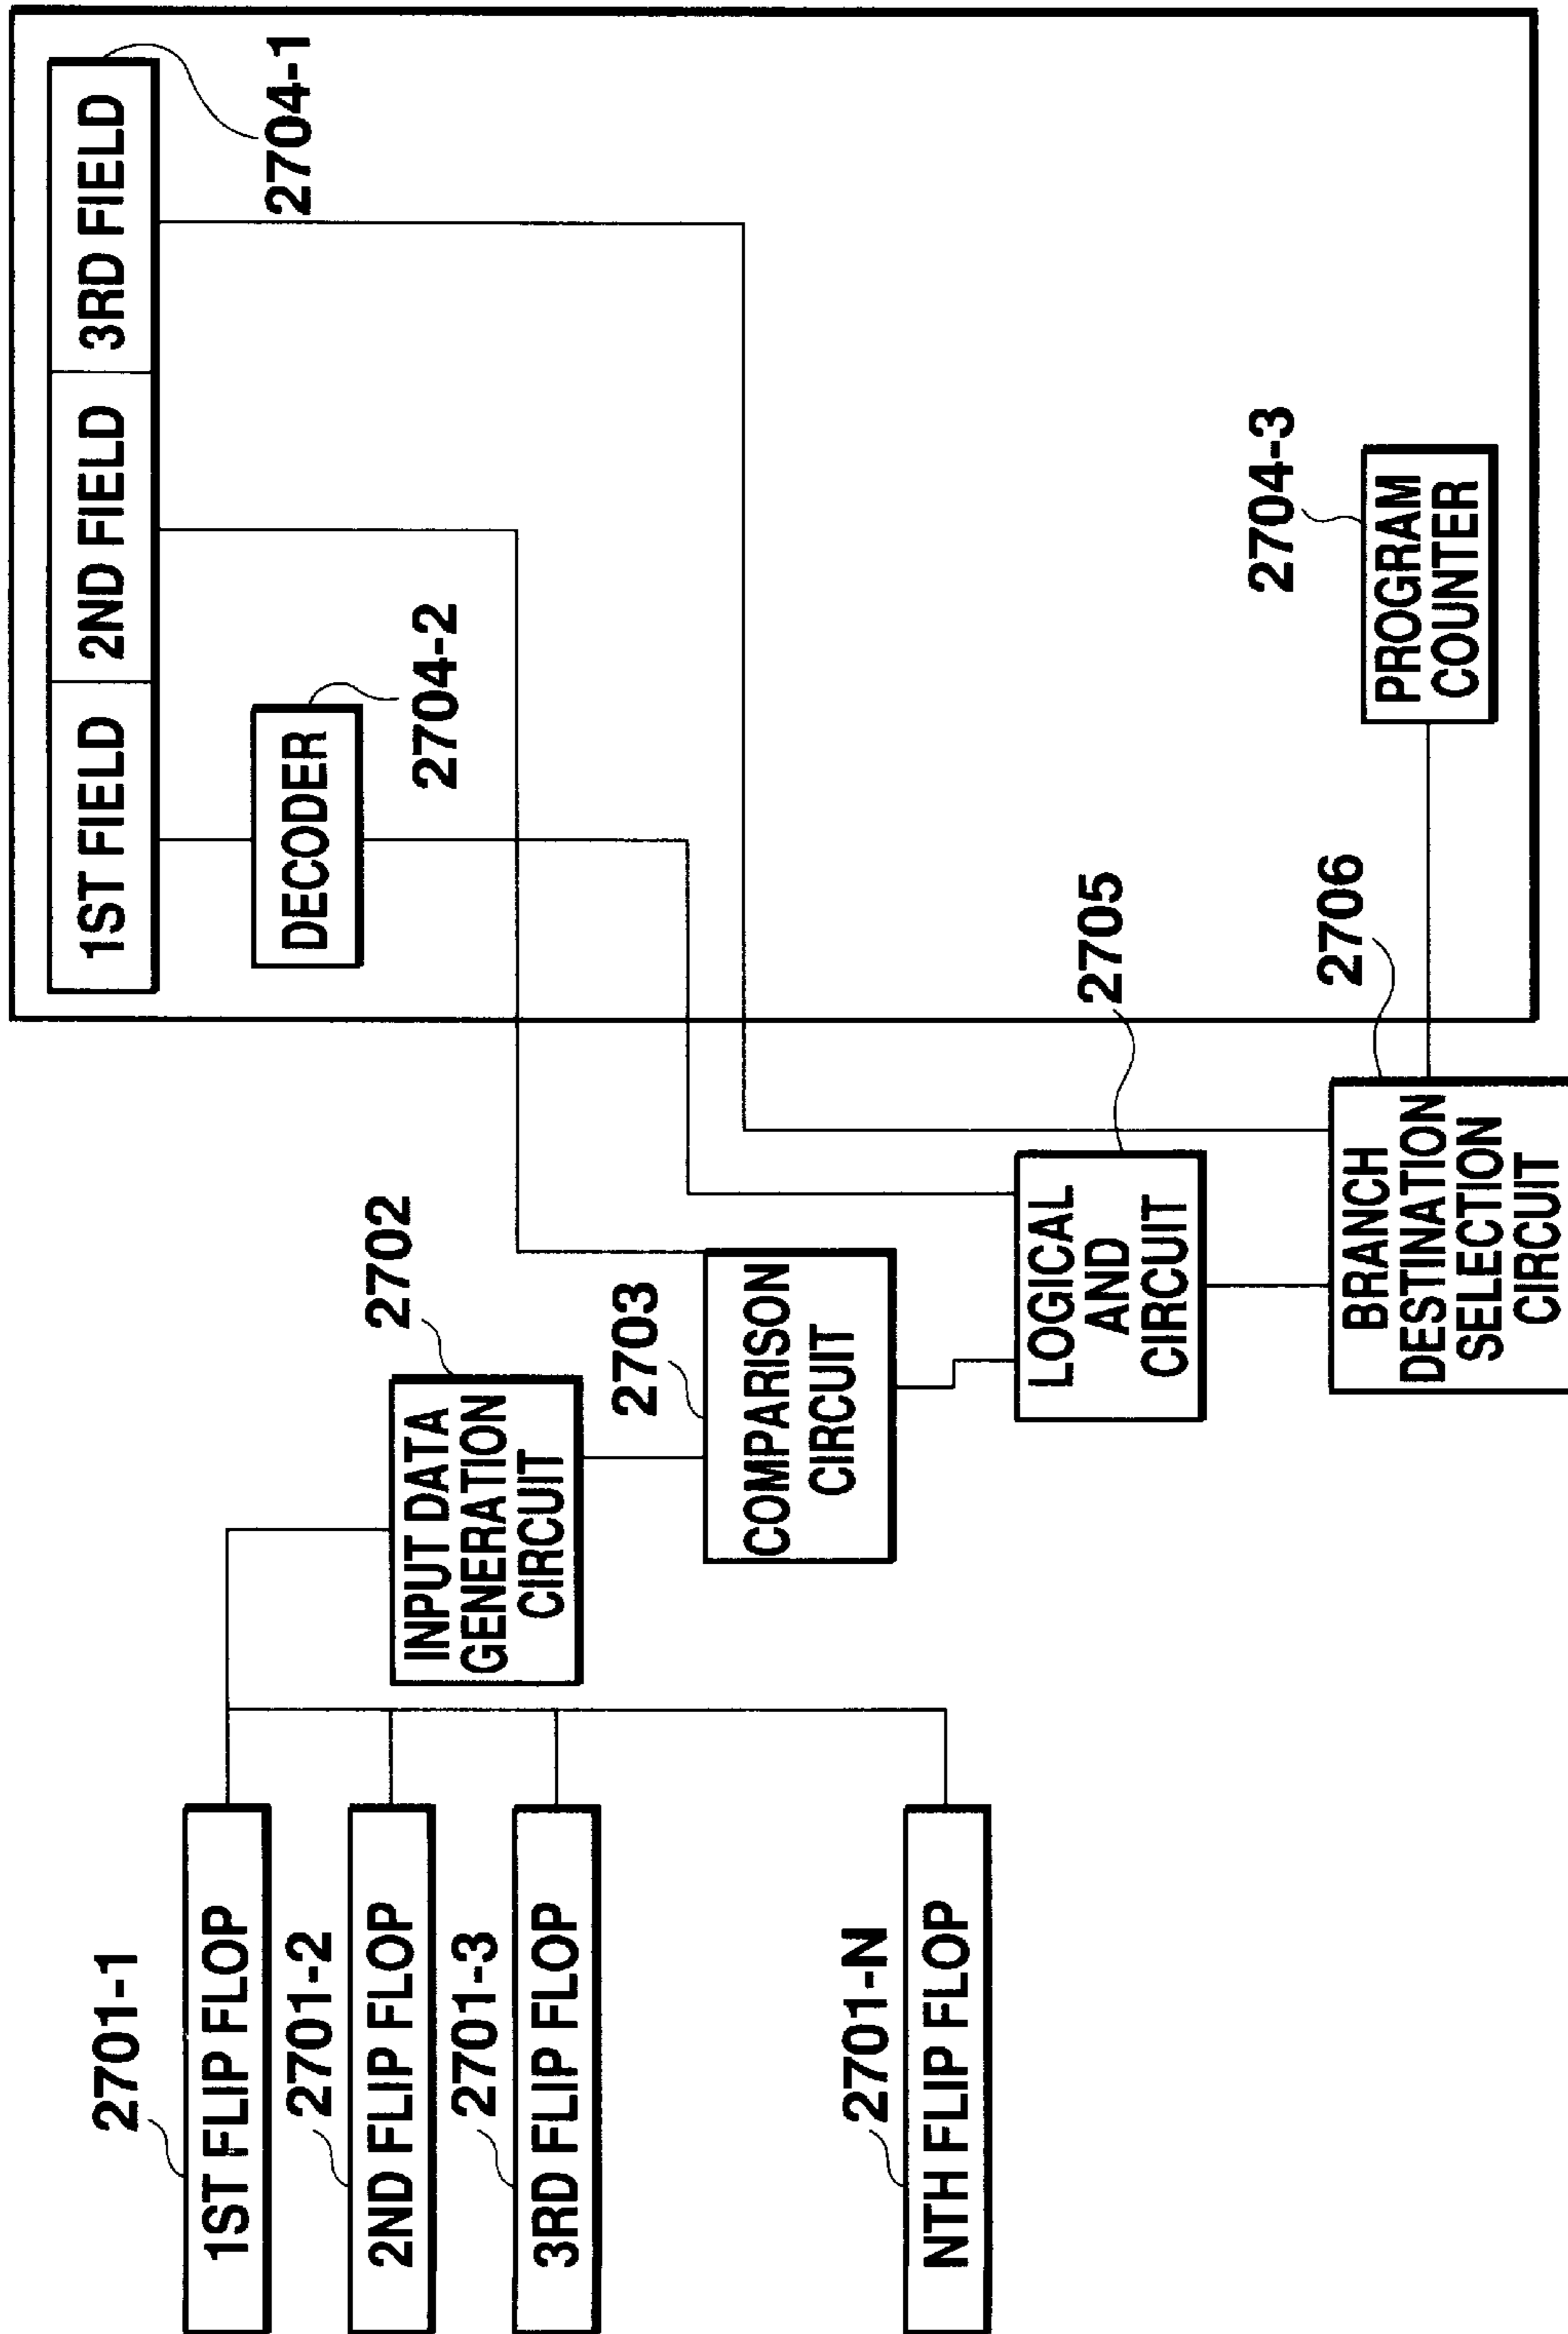 2701-1
1ST FLIP FLOP
2701-2
2ND FLIP FLOP
2701-3
3RD FLIP FLOP
2701-N
NTH FLIP FLOP
2702
INPUT DATA
GENERATION
CIRCUIT
2703
COMPARISON
CIRCUIT
2705
LOGICAL
AND
CIRCUIT
2706
BRANCH
DESTINATION
SELECTION
CIRCUIT
1ST FIELD
2ND FIELD
3RD FIELD
2704-1
DECODER
2704-2
2704-3
PROGRAM
COUNTER